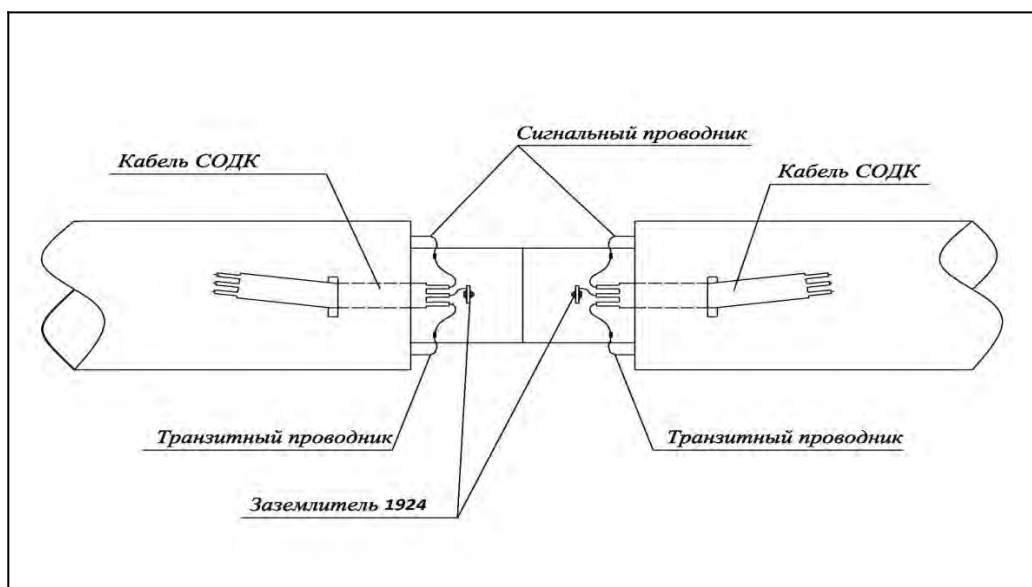 Сигнальный проводник
Кабель СОДК
Кабель СОДК
Транзитный проводник
Транзитный проводник
Заземлитель 1924